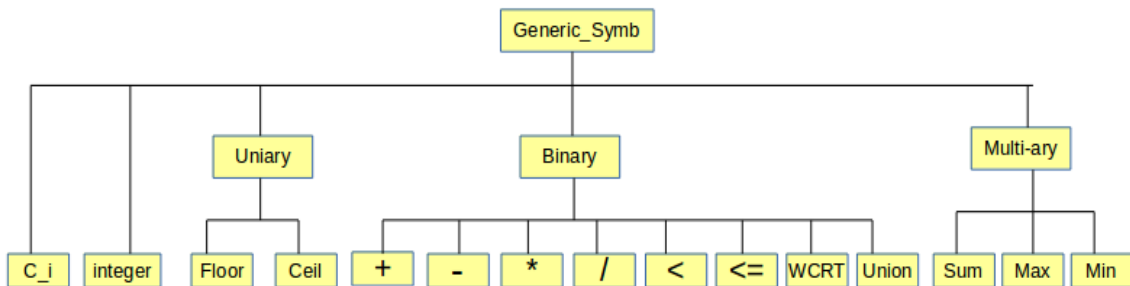 Generic_Symb
Uniary
Binary
Multi-ary
C_i
integer
Floor
Ceil
+
-
*
/
<
<=
WCRT
Union
Sum
Max
Min